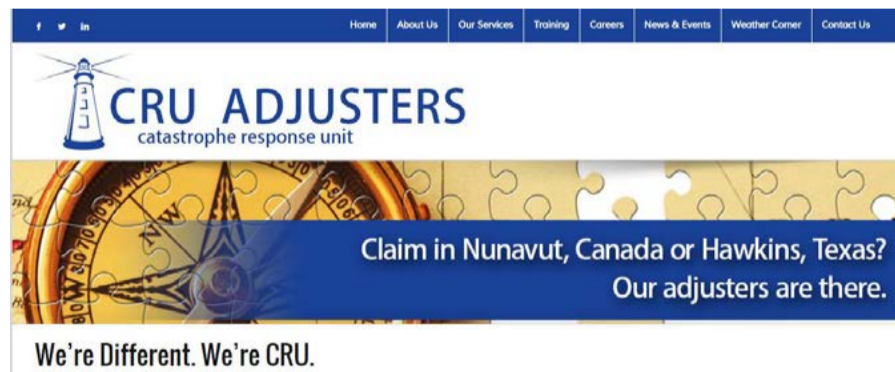 Home About Us Our Services Training Careers News & Events Weather Corner Contact Us
CRU ADJUSTERS
catastrophe response unit
NW
Claim in Nunavut, Canada or Hawkins, Texas?
Our adjusters are there.
We're Different. We're CRU.